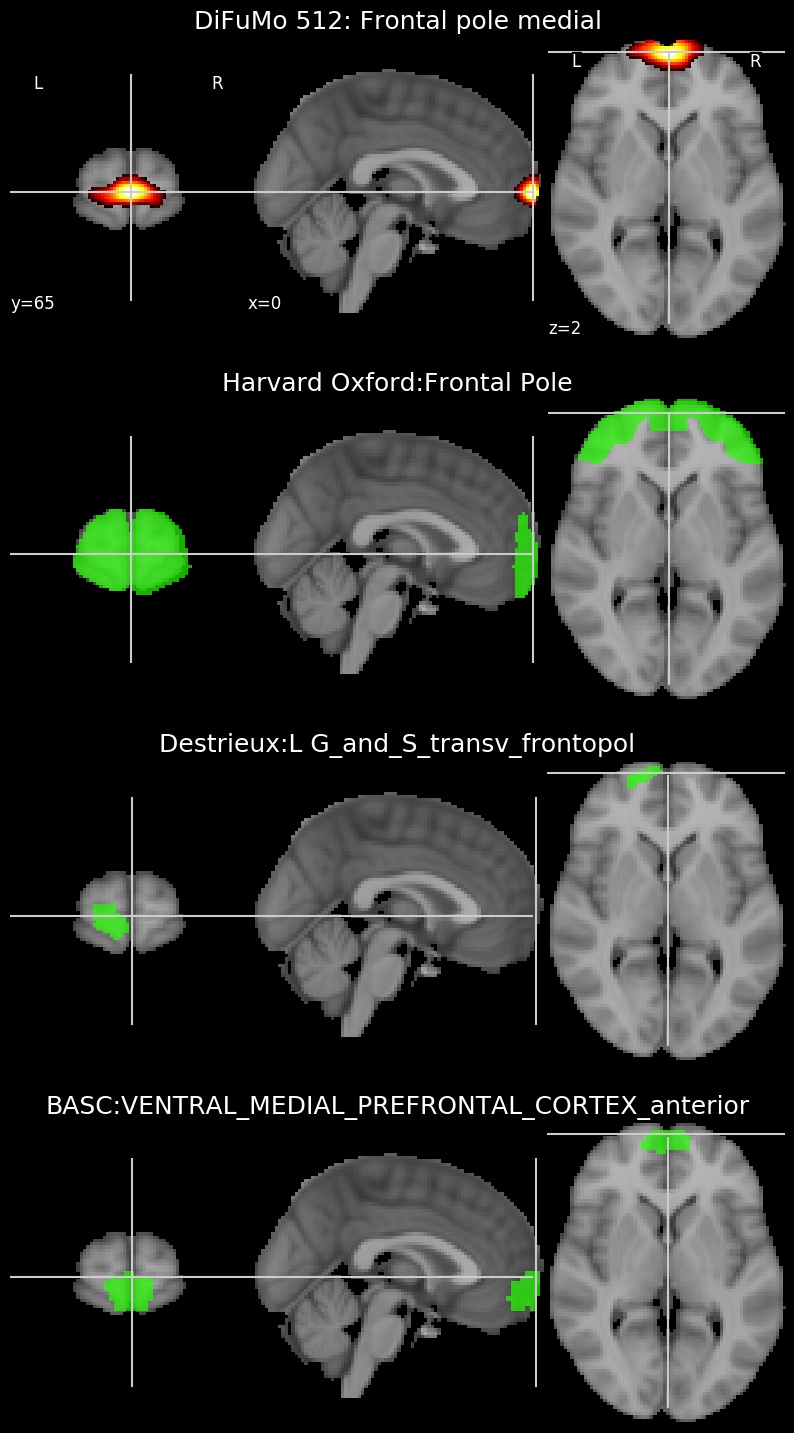 DiFuMo 512: Frontal pole medial
L
R
L
R
y=65
x=0
z=2
Harvard Oxford:Frontal Pole
Destrieux:L G_and_S_transv_frontopol
BASC:VENTRAL_MEDIAL_PREFRONTAL_CORTEX_anterior